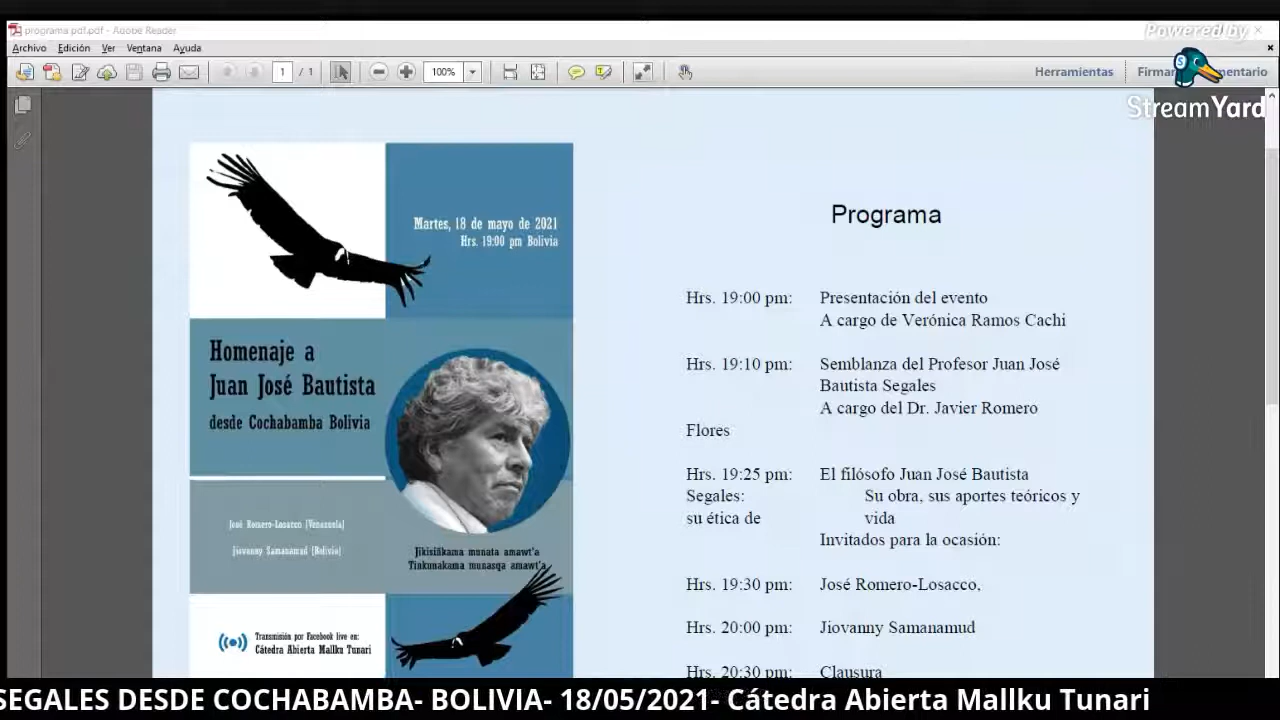 programa pdf.pdf - Adobe Reader
Powered by
Archivo Edición Ver Ventana Ayuda
1 / 1 100% Herramientas
StreamYard
Martes, 18 de mayo de 2021
Hrs. 19:00 pm Bolivia
Homenaje a
Juan José Bautista
desde Cochabamba Bolivia
José Romero-Losacco (Venezuela)
Jiovanny Samanamud (Bolivia)
Jikisiñkama munata amawt'a
Tinkunakama munasqa amawt'a
Transmisión por Facebook live en:
Cátedra Abierta Mallku Tunari
Programa
Hrs. 19:00 pm: Presentación del evento
A cargo de Verónica Ramos Cachi
Hrs. 19:10 pm: Semblanza del Profesor Juan José
Bautista Segales
A cargo del Dr. Javier Romero
Flores
Hrs. 19:25 pm: El filósofo Juan José Bautista
Segales: Su obra, sus aportes teóricos y
su ética de vida
Invitados para la ocasión:
Hrs. 19:30 pm: José Romero-Losacco,
Hrs. 20:00 pm: Jiovanny Samanamud
Hrs. 20:30 pm: Clausura
SEGALES DESDE COCHABAMBA- BOLIVIA- 18/05/2021- Cátedra Abierta Mallku Tunari